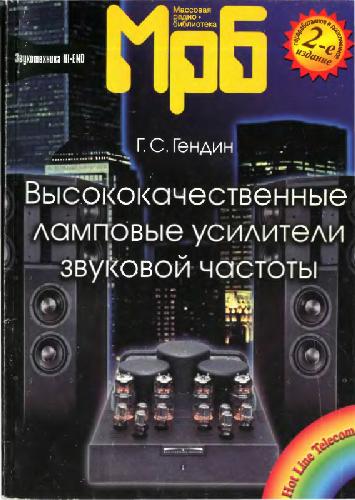 Массовая
радио-
библиотека
Звукотехника HI-END
Мрб
переработанное и дополненное
2-е
издание
Г. С. Гендин
Высококачественные
ламповые усилители
звуковой частоты
Hot Line Telecom